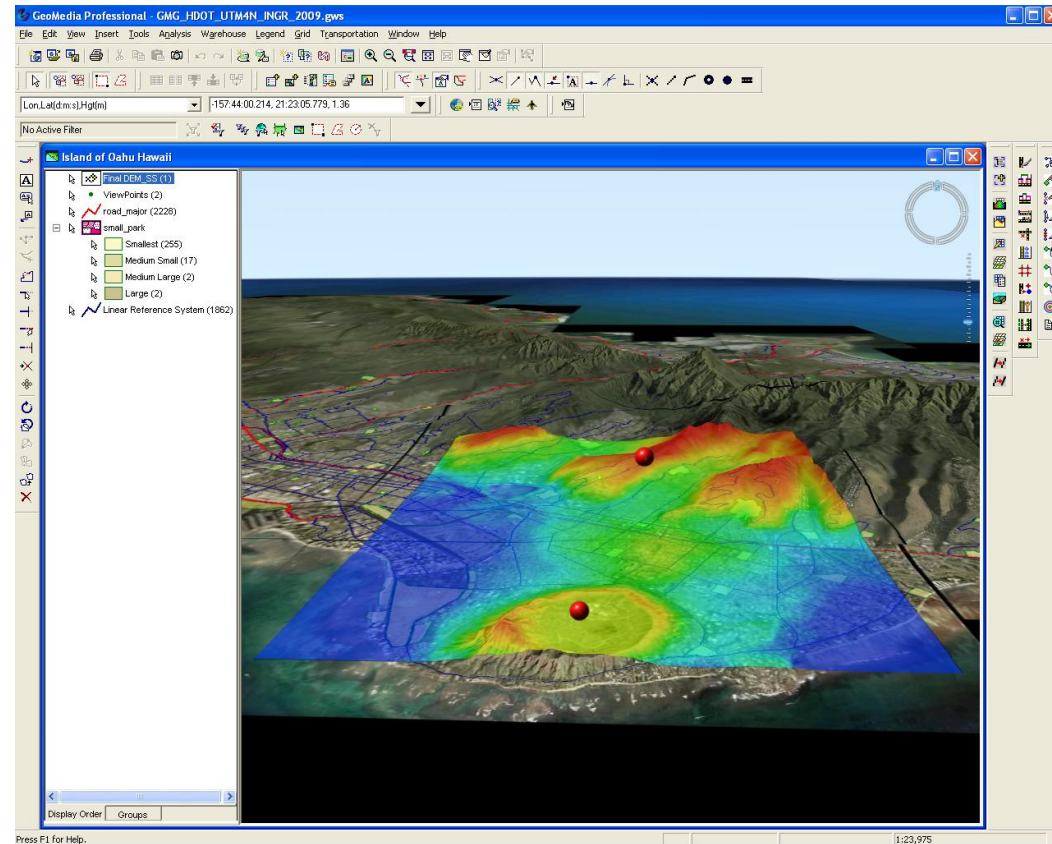 GeoMedia Professional - GMG_HDOT_UTM4N_INGR_2009.gws
File Edit View Insert Tools Analysis Warehouse Legend Grid Transportation Window Help
Lon,Lat(d:m:s),Hgt(m) -157:44:00.214, 21:23:05.779, 1.36
No Active Filter
Island of Oahu Hawaii
Final DEM_SS (1)
ViewPoints (2)
road_major (2228)
small_park
Smallest (255)
Medium Small (17)
Medium Large (2)
Large (2)
Linear Reference System (1862)
Display Order Groups
Press F1 for Help. 1:23,975